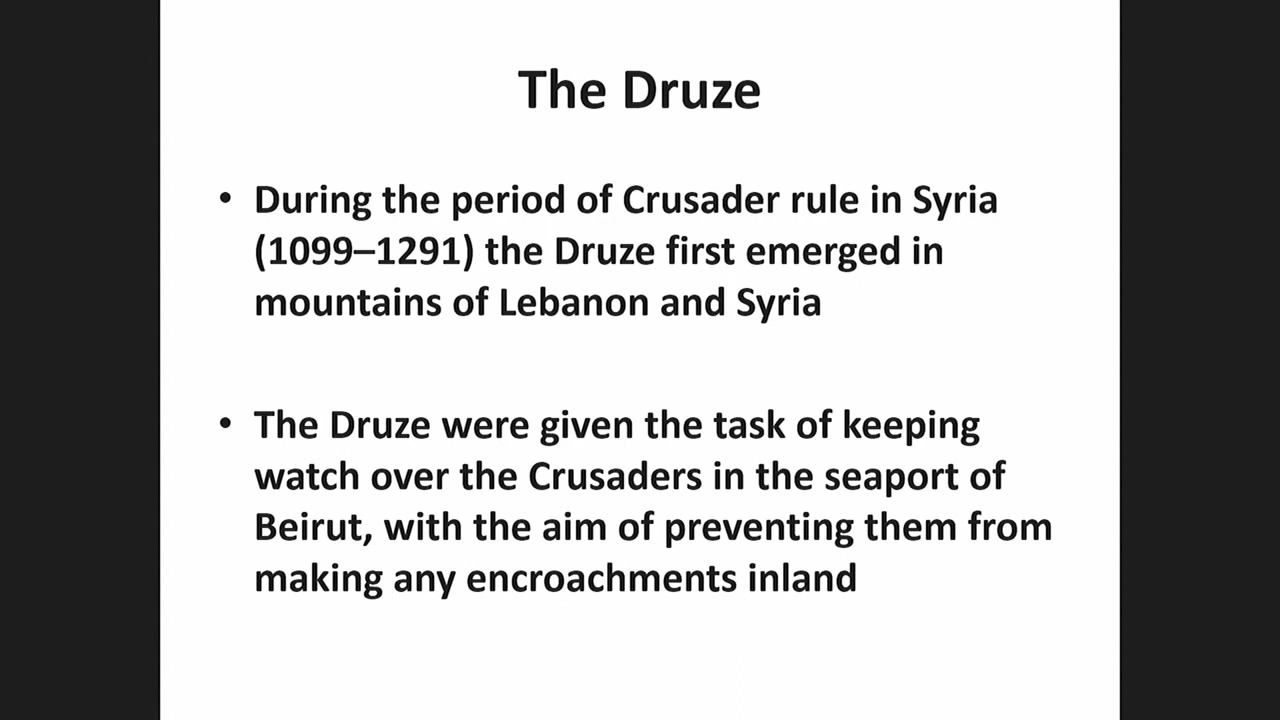 The Druze
• During the period of Crusader rule in Syria
(1099–1291) the Druze first emerged in
mountains of Lebanon and Syria
• The Druze were given the task of keeping
watch over the Crusaders in the seaport of
Beirut, with the aim of preventing them from
making any encroachments inland